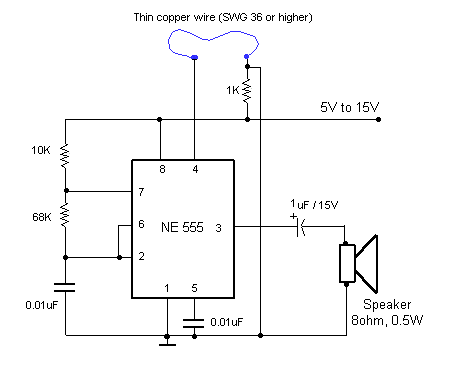 Thin copper wire (SWG 36 or higher)
1K
5V to 15V
10K
8
4
7
68K
6
NE 555
3
1uF / 15V
+
2
1
5
0.01uF
0.01uF
Speaker
8ohm, 0.5W